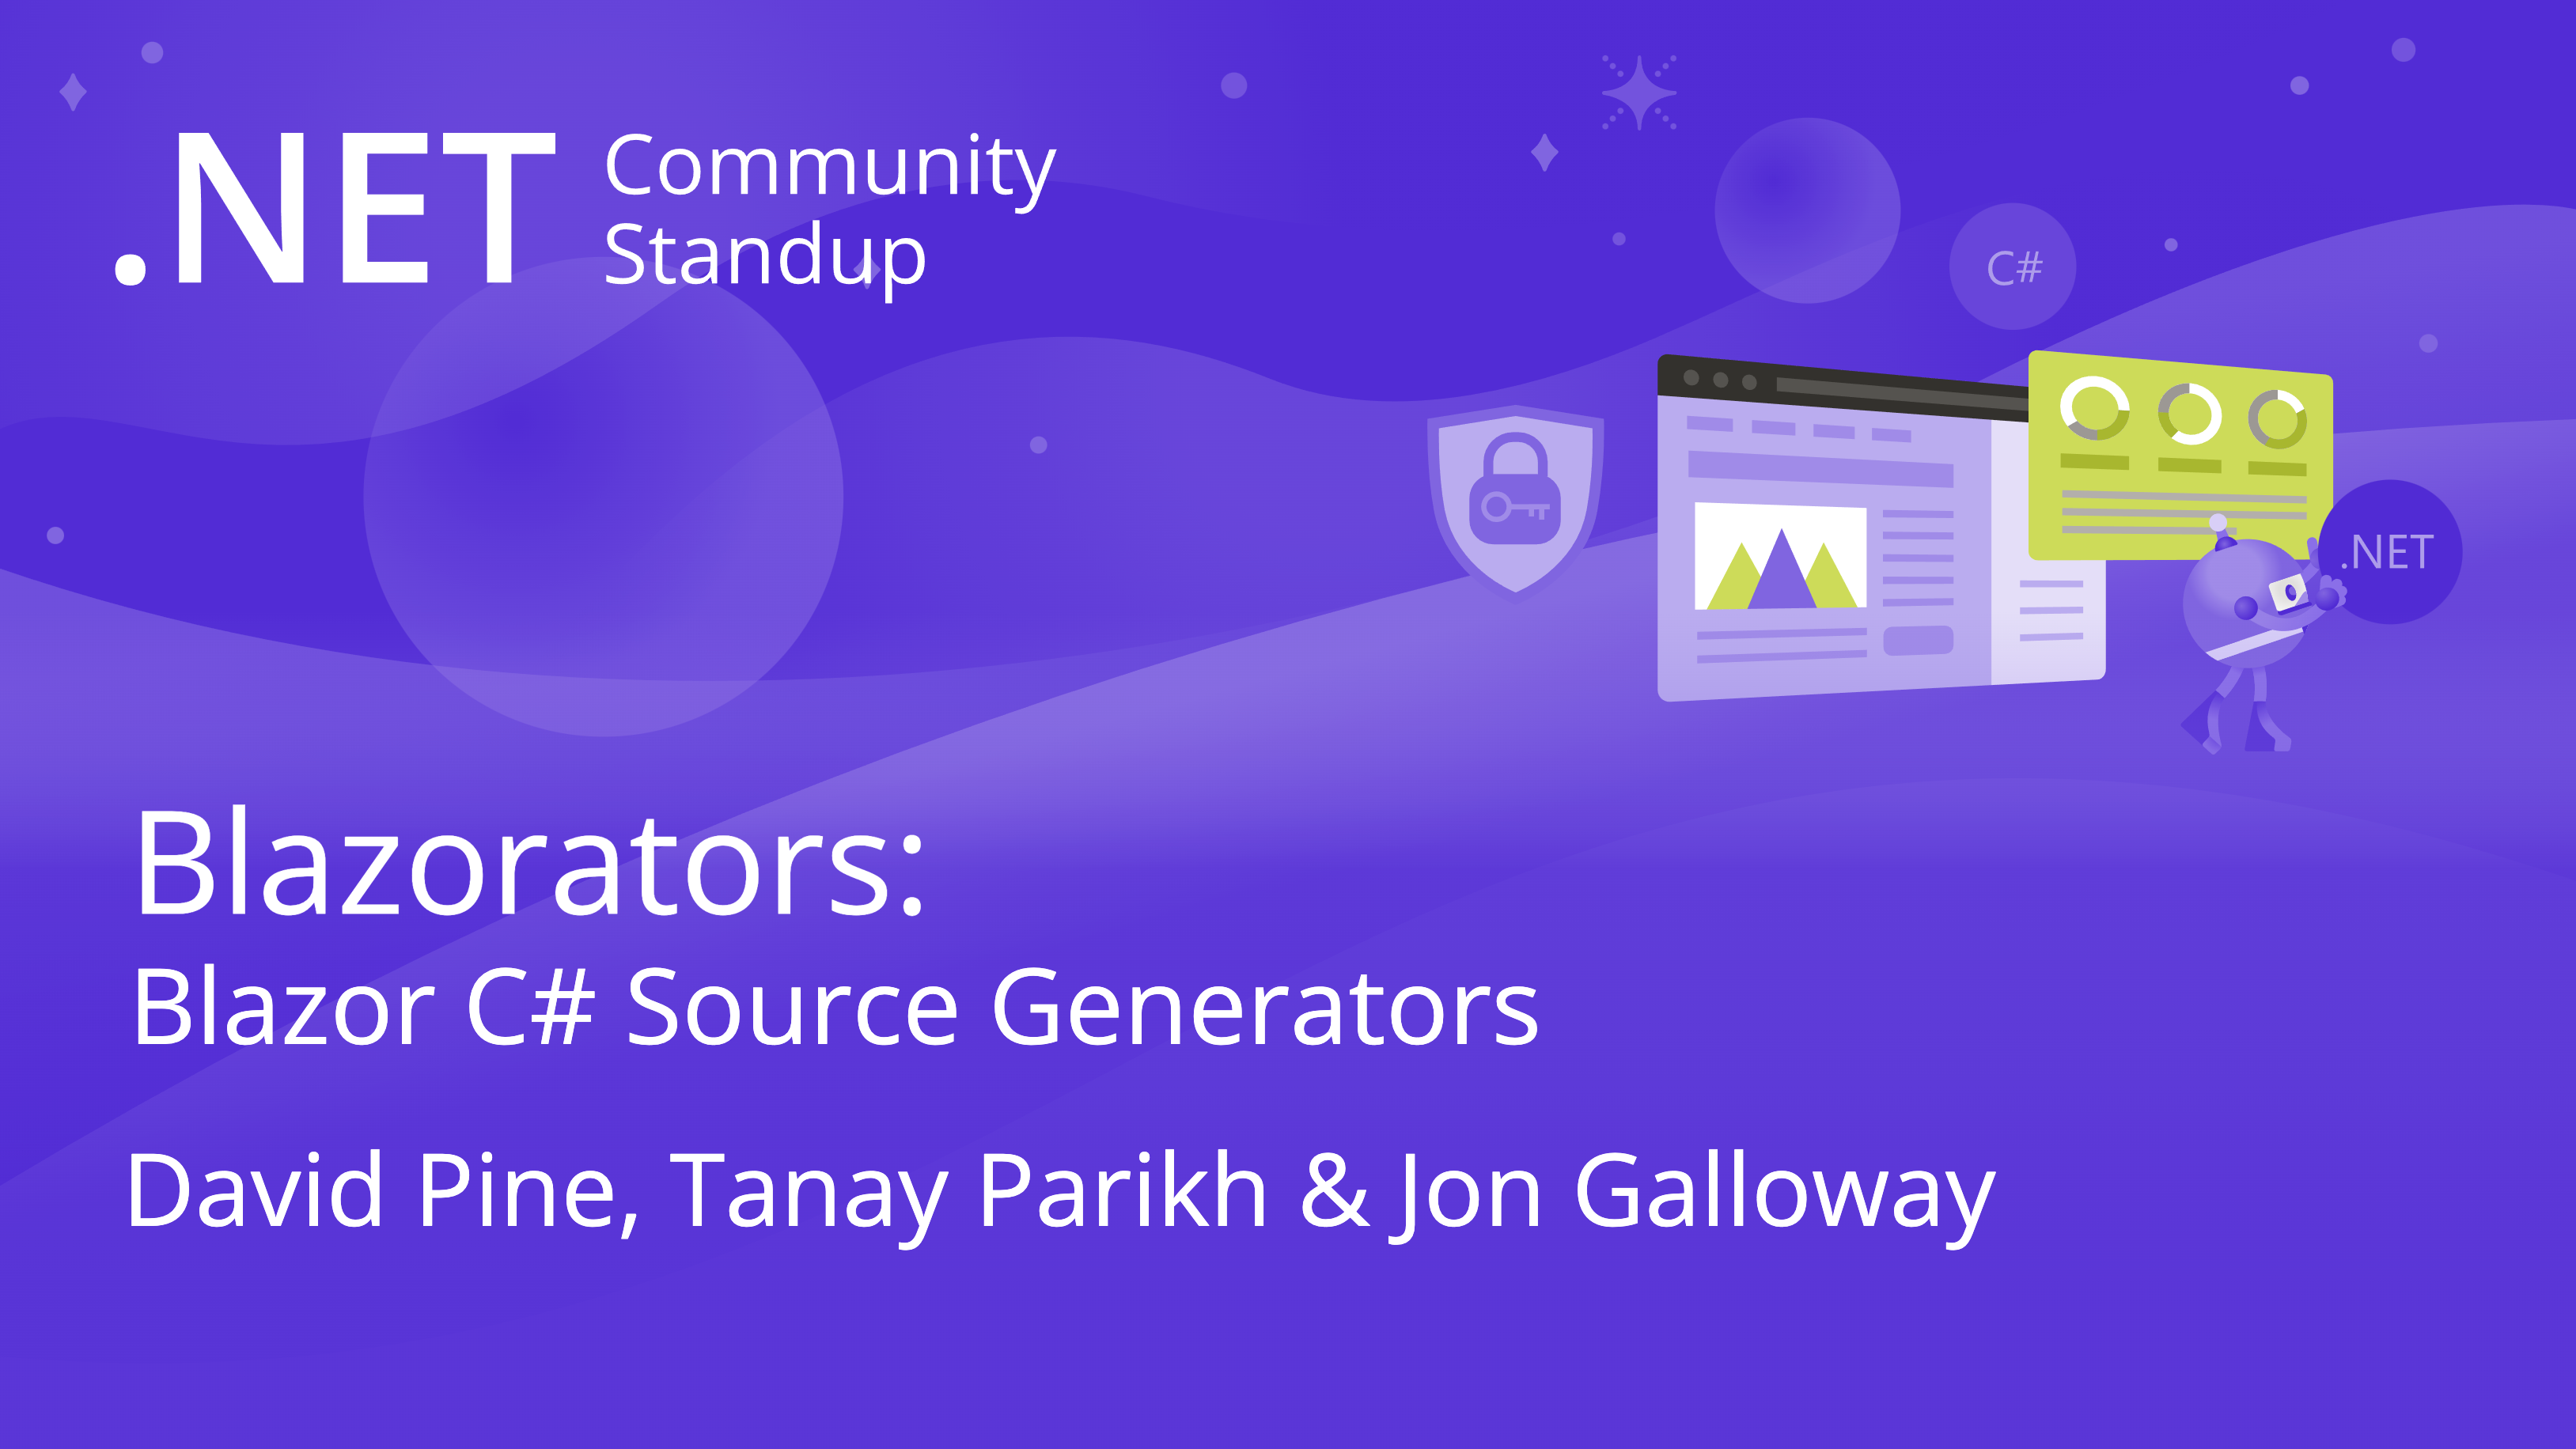 .NET
Community
Standup
C#
.NET
Blazorators:
Blazor C# Source Generators
David Pine, Tanay Parikh & Jon Galloway